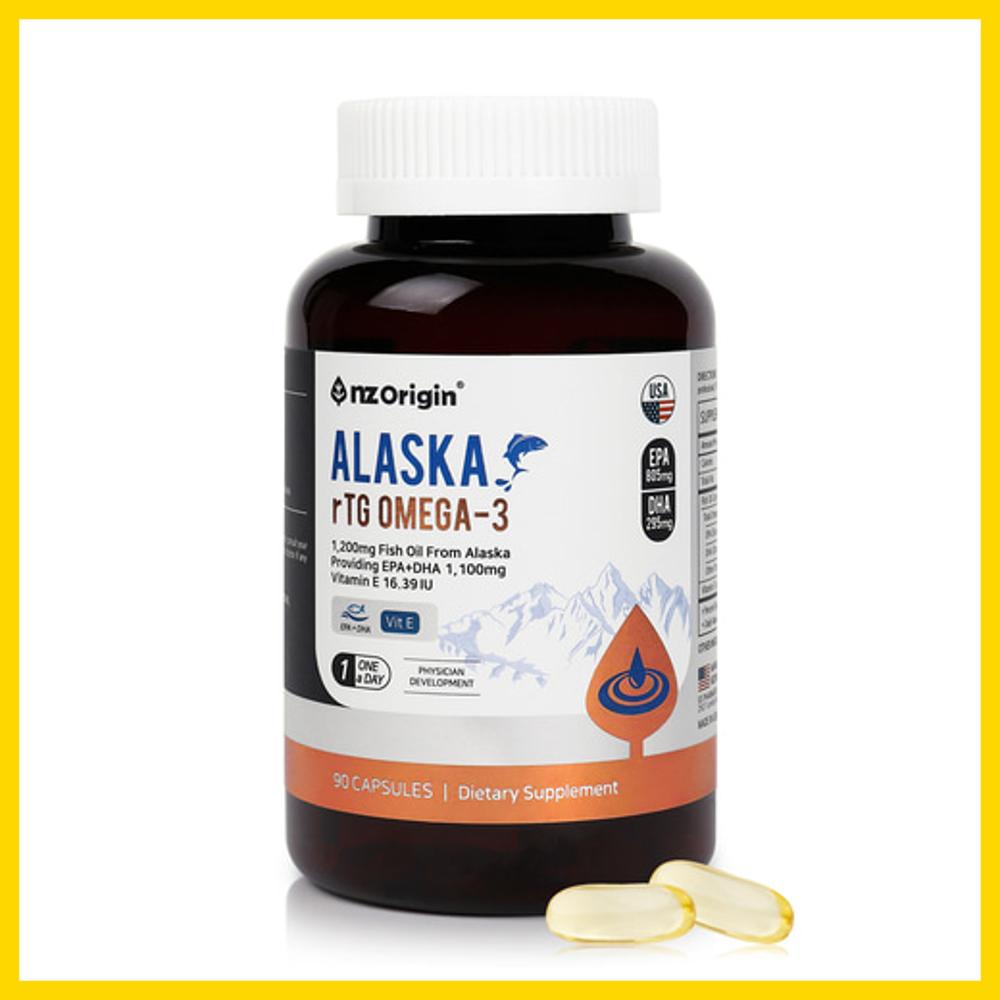 nzOrigin®
USA
ALASKA
rTG OMEGA-3
EPA
805mg
DHA
295mg
1,200mg Fish Oil From Alaska
Providing EPA+DHA 1,100mg
Vitamin E 16.39 IU
EPA+DHA
Vit E
1 ONE a DAY
PHYSICIAN
DEVELOPMENT
90 CAPSULES | Dietary Supplement